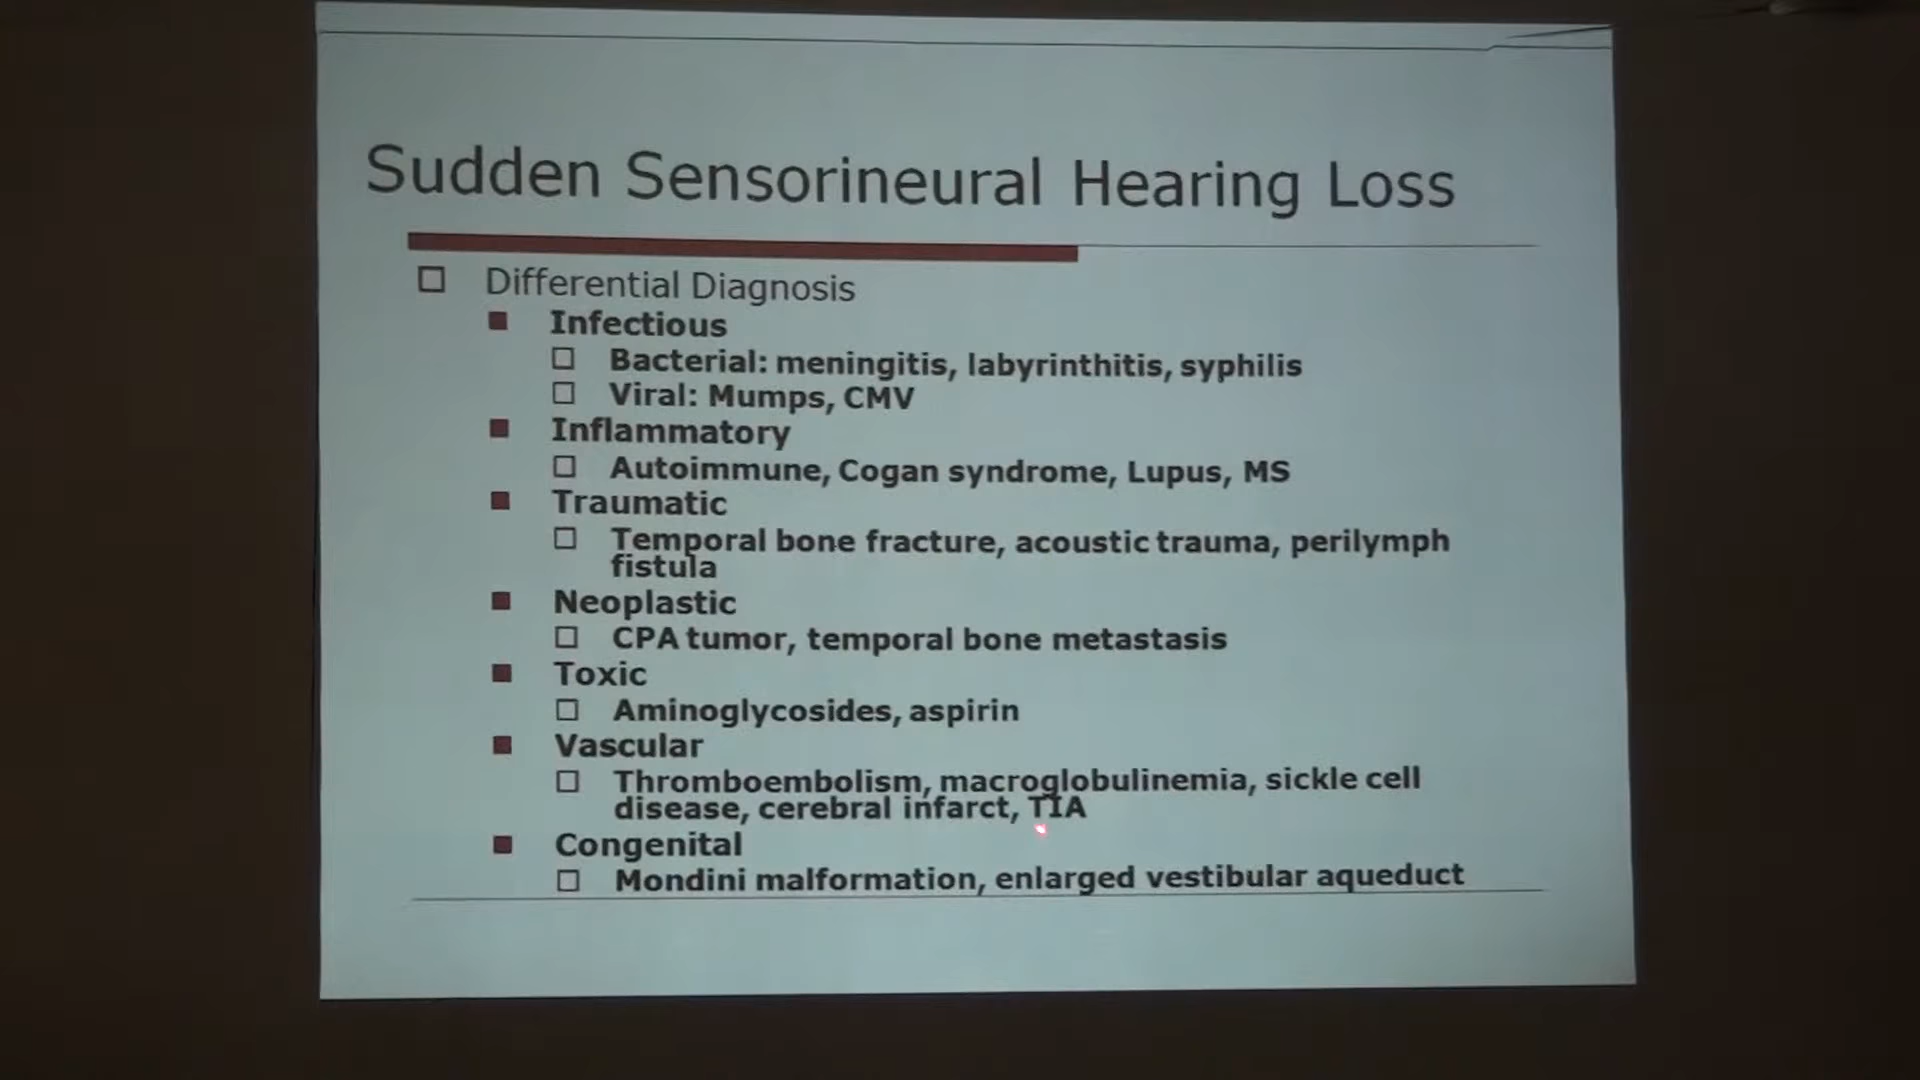 Sudden Sensorineural Hearing Loss
Differential Diagnosis
Infectious
Bacterial: meningitis, labyrinthitis, syphilis
Viral: Mumps, CMV
Inflammatory
Autoimmune, Cogan syndrome, Lupus, MS
Traumatic
Temporal bone fracture, acoustic trauma, perilymph
fistula
Neoplastic
CPA tumor, temporal bone metastasis
Toxic
Aminoglycosides, aspirin
Vascular
Thromboembolism, macroglobulinemia, sickle cell
disease, cerebral infarct, TIA
Congenital
Mondini malformation, enlarged vestibular aqueduct